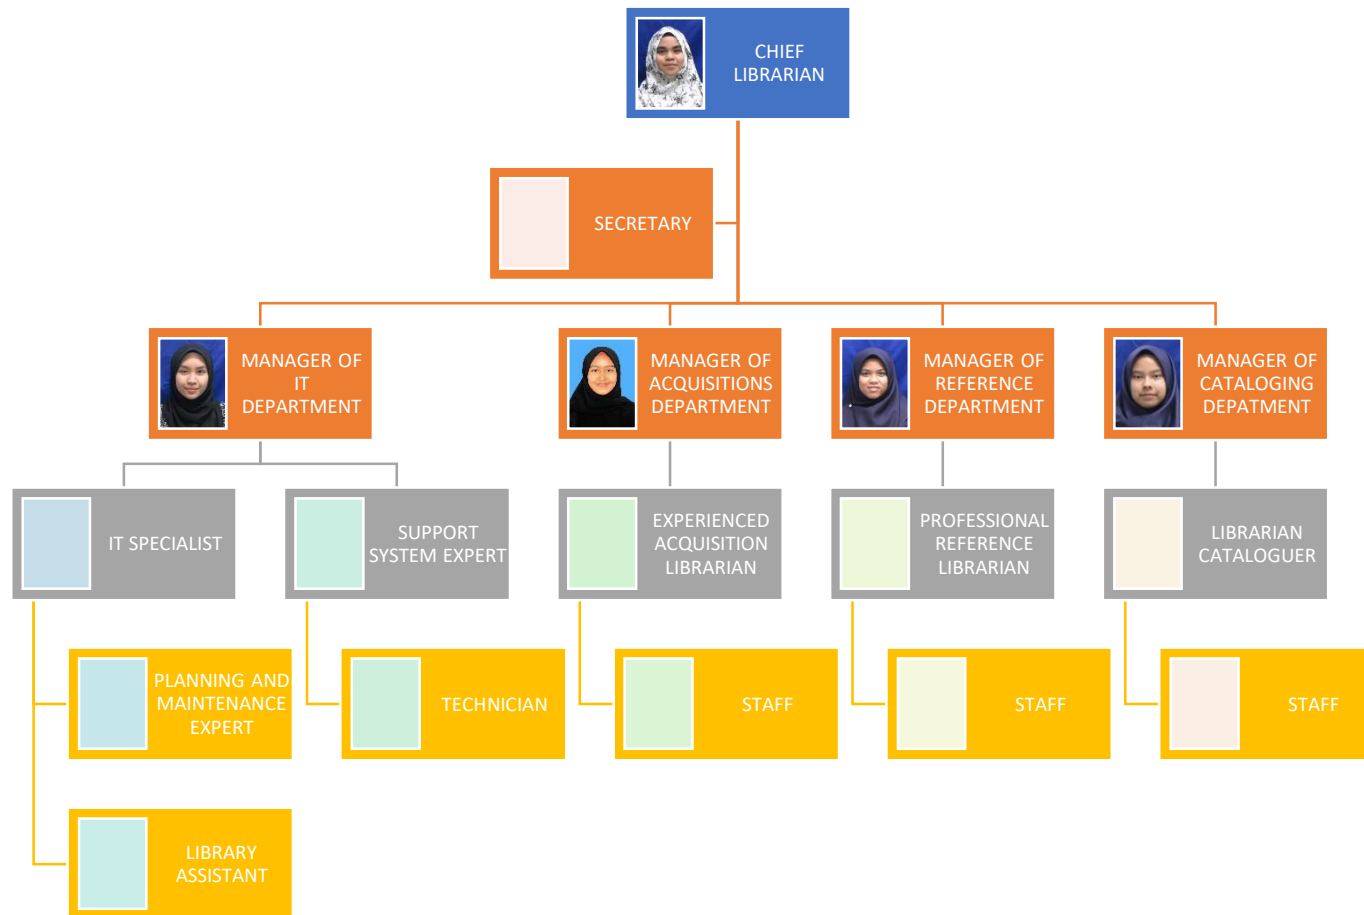 CHIEF
LIBRARIAN
SECRETARY
MANAGER OF
IT
DEPARTMENT
MANAGER OF
ACQUISITIONS
DEPARTMENT
MANAGER OF
REFERENCE
DEPARTMENT
MANAGER OF
CATALOGING
DEPATMENT
IT SPECIALIST
SUPPORT
SYSTEM EXPERT
EXPERIENCED
ACQUISITION
LIBRARIAN
PROFESSIONAL
REFERENCE
LIBRARIAN
LIBRARIAN
CATALOGUER
PLANNING AND
MAINTENANCE
EXPERT
TECHNICIAN
STAFF
STAFF
STAFF
LIBRARY
ASSISTANT